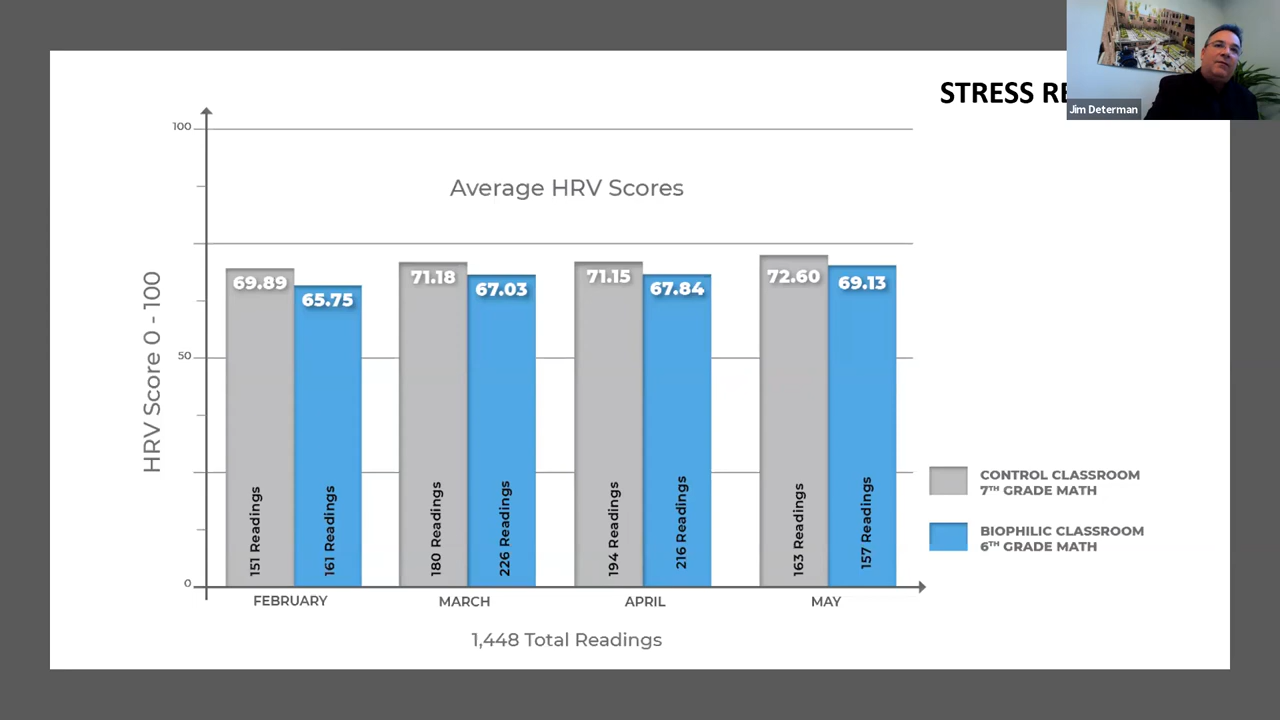 STRESS
Jim Determan
100
Average HRV Scores
HRV Score 0 - 100
50
0
69.89
65.75
71.18
67.03
71.15
67.84
72.60
69.13
151 Readings
161 Readings
180 Readings
226 Readings
194 Readings
216 Readings
163 Readings
157 Readings
CONTROL CLASSROOM
7TH GRADE MATH
BIOPHILIC CLASSROOM
6TH GRADE MATH
FEBRUARY
MARCH
APRIL
MAY
1,448 Total Readings